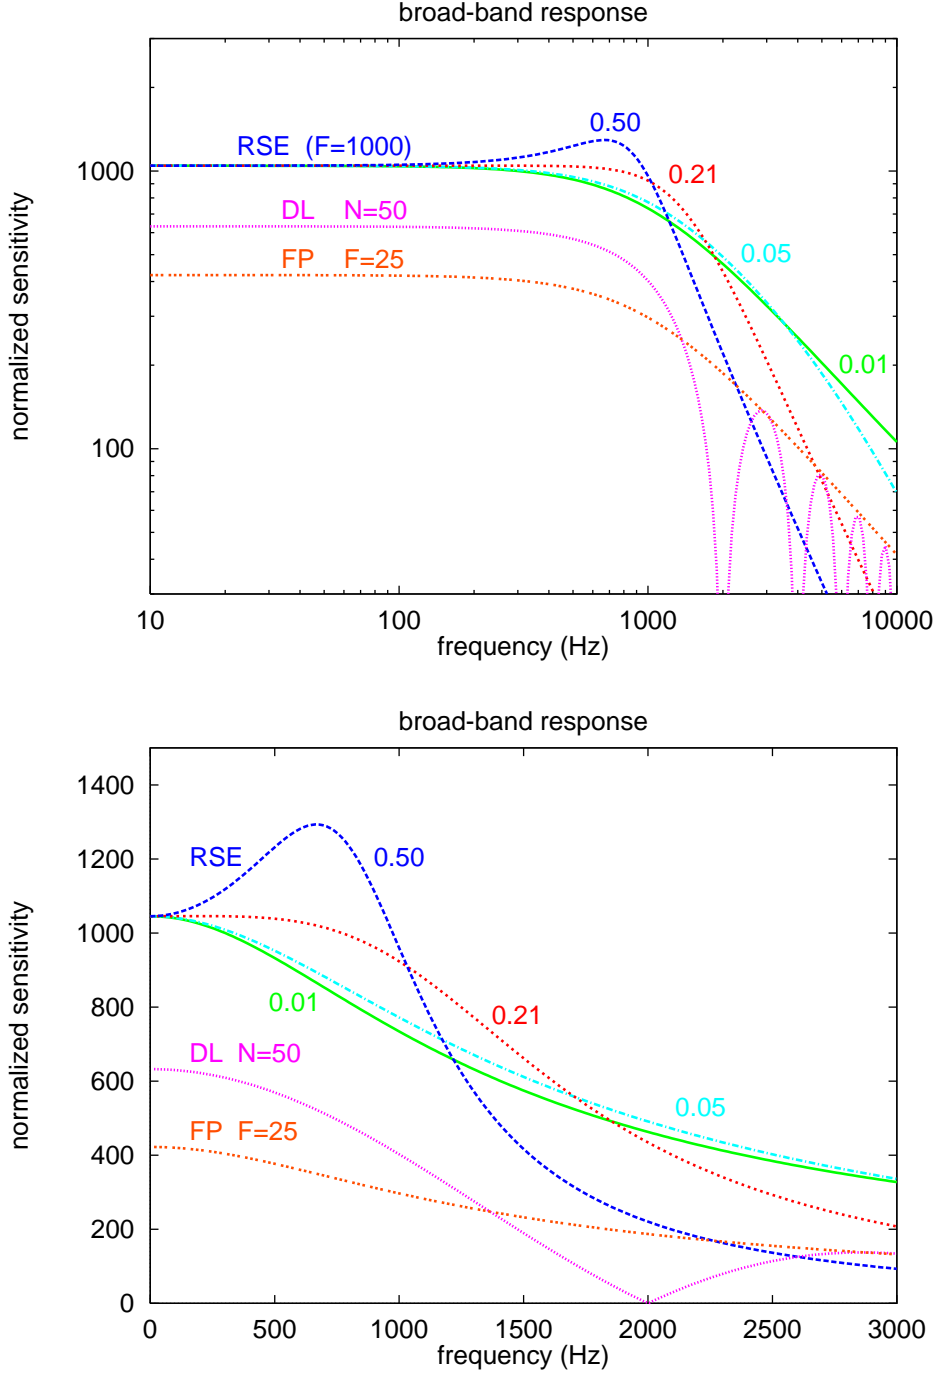 broad-band response
normalized sensitivity
1000
100
RSE (F=1000)
0.50
0.21
DL N=50
FP F=25
0.05
0.01
10 100 1000 10000
frequency (Hz)
broad-band response
normalized sensitivity
1400
1200
1000
800
600
400
200
0
RSE
0.50
0.01
0.21
DL N=50
0.05
FP F=25
0 500 1000 1500 2000 2500 3000
frequency (Hz)